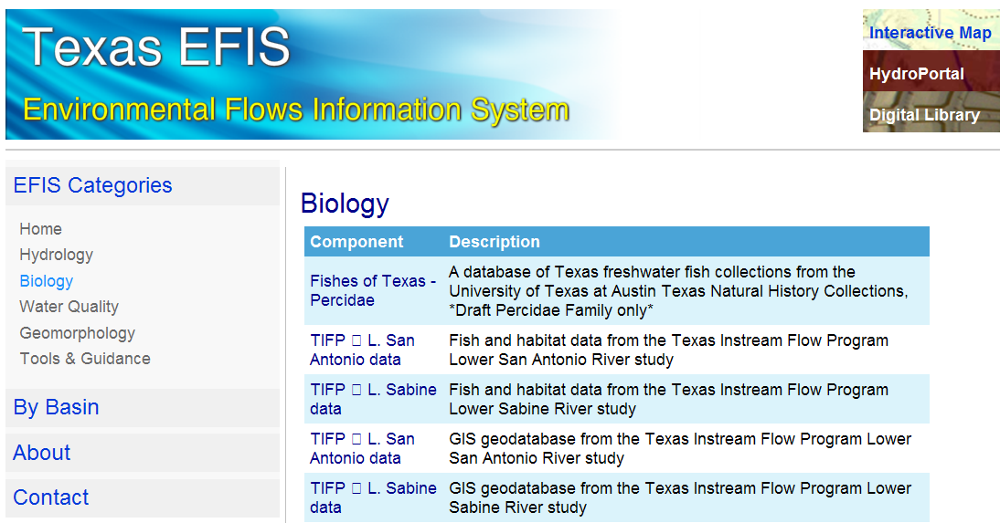 Texas EFIS
Environmental Flows Information System
Interactive Map
HydroPortal
Digital Library
EFIS Categories
Home
Hydrology
Biology
Water Quality
Geomorphology
Tools & Guidance
By Basin
About
Contact
Biology
Component Description
Fishes of Texas -
Percidae
A database of Texas freshwater fish collections from the
University of Texas at Austin Texas Natural History Collections,
*Draft Percidae Family only*
TIFP □ L. San
Antonio data
Fish and habitat data from the Texas Instream Flow Program
Lower San Antonio River study
TIFP □ L. Sabine
data
Fish and habitat data from the Texas Instream Flow Program
Lower Sabine River study
TIFP □ L. San
Antonio data
GIS geodatabase from the Texas Instream Flow Program Lower
San Antonio River study
TIFP □ L. Sabine
data
GIS geodatabase from the Texas Instream Flow Program Lower
Sabine River study